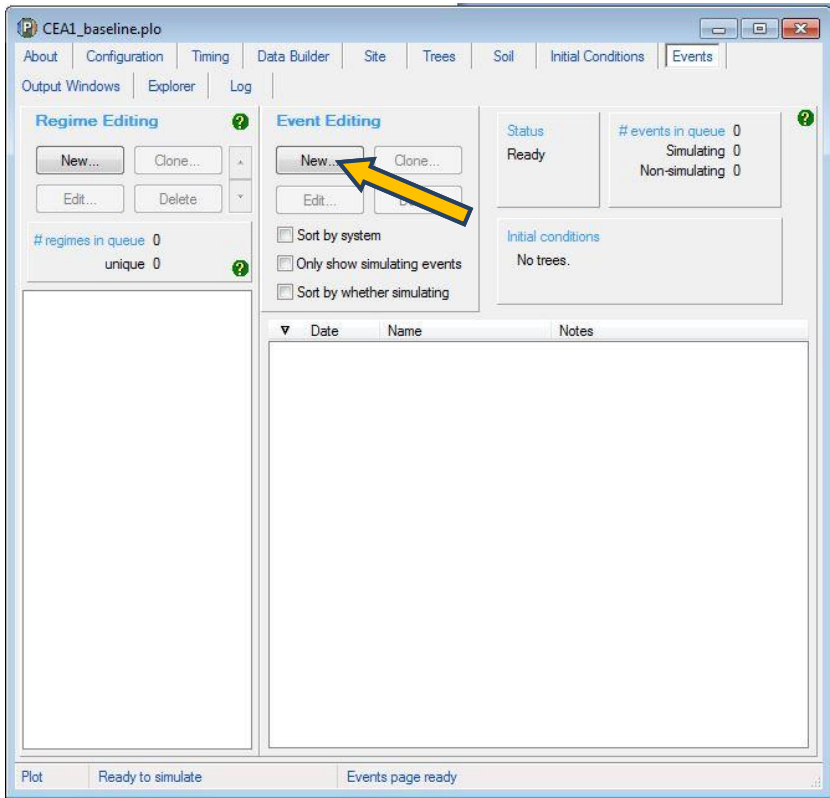 CEA1_baseline.plo
About Configuration Timing Data Builder Site Trees Soil Initial Conditions Events
Output Windows Explorer Log
Regime Editing
New... Clone...
Edit... Delete
# regimes in queue 0
unique 0
Event Editing
New... Clone...
Edit...
Sort by system
Only show simulating events
Sort by whether simulating
Status
Ready
# events in queue 0
Simulating 0
Non-simulating 0
Initial conditions
No trees.
Date Name Notes
Plot Ready to simulate Events page ready